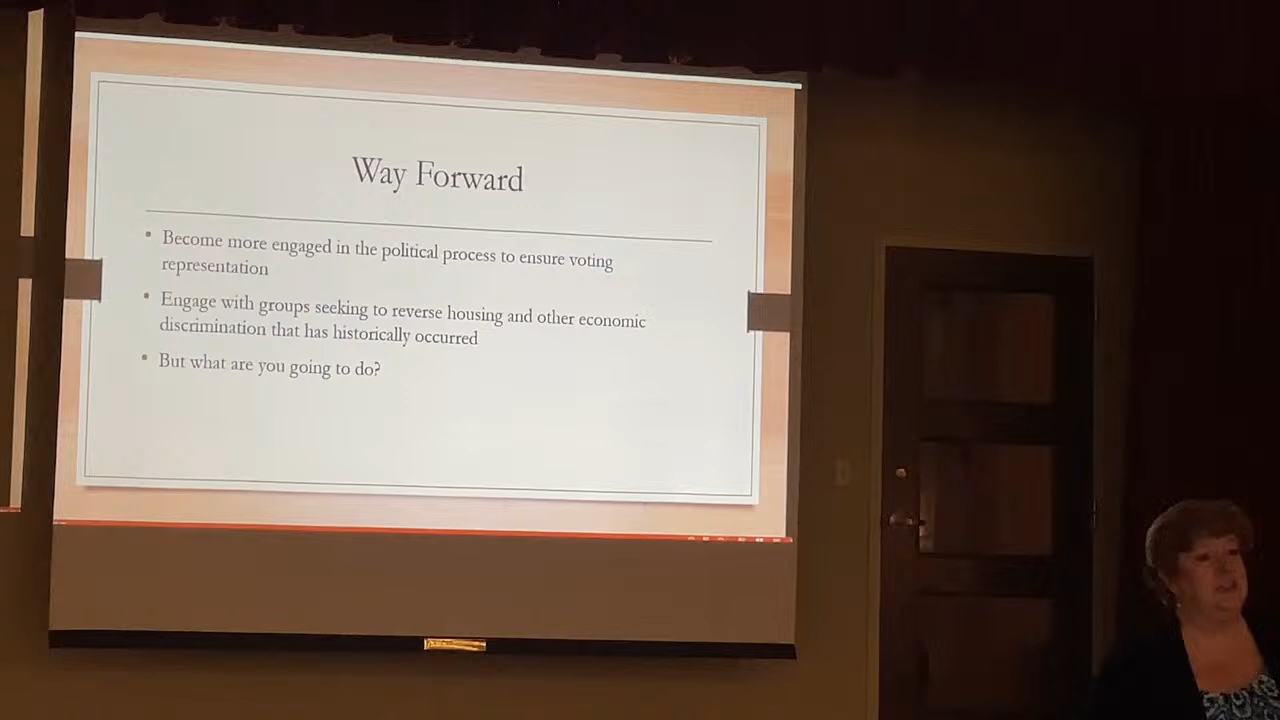 Way Forward
• Become more engaged in the political process to ensure voting
representation
• Engage with groups seeking to reverse housing and other economic
discrimination that has historically occurred
• But what are you going to do?